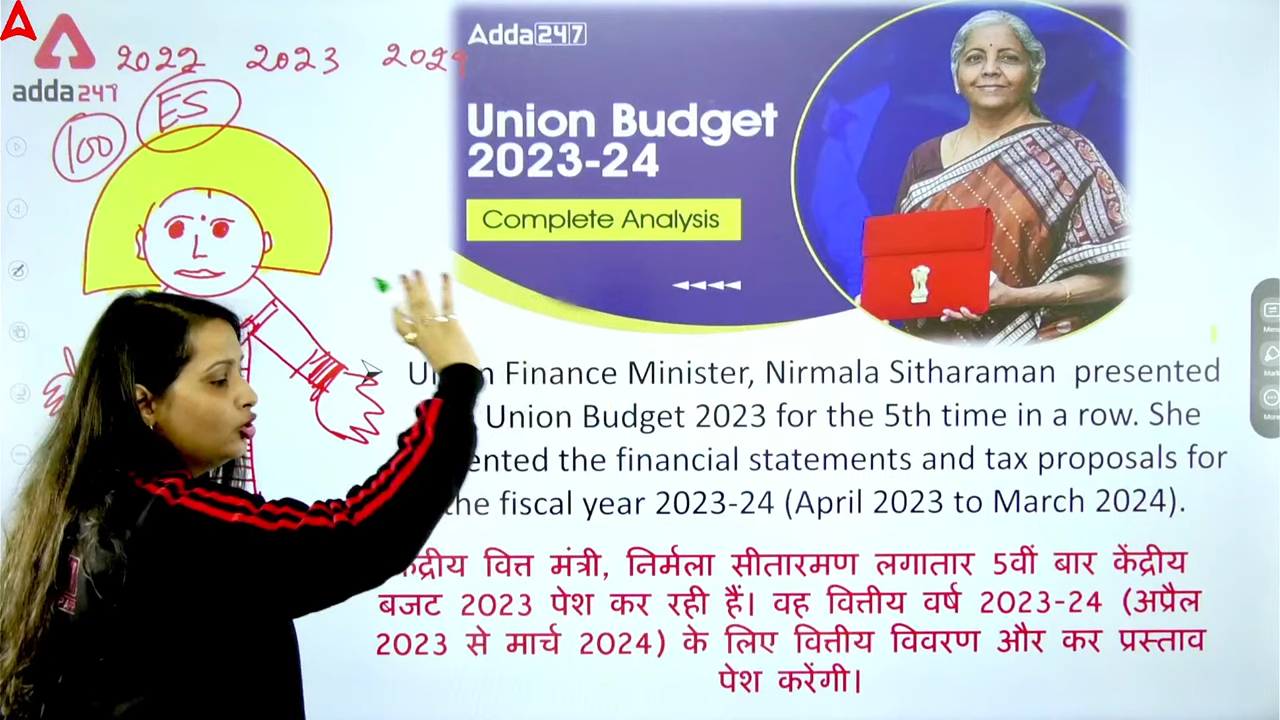 adda247
2022 2023 2024
ES
100
Adda247
Union Budget
2023-24
Complete Analysis
Finance Minister, Nirmala Sitharaman presented
Union Budget 2023 for the 5th time in a row. She
the financial statements and tax proposals for
the fiscal year 2023-24 (April 2023 to March 2024).
वित्त मंत्री, निर्मला सीतारमण लगातार 5वीं बार केंद्रीय
बजट 2023 पेश कर रही हैं। वह वित्तीय वर्ष 2023-24 (अप्रैल
2023 से मार्च 2024) के लिए वित्तीय विवरण और कर प्रस्ताव
पेश करेंगी।